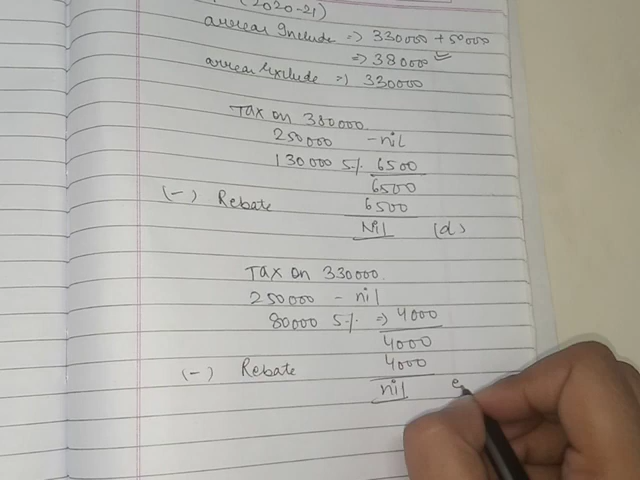 (2020-21)
arrear Include => 330000 + 50000
=> 380000
arrear Exclude => 330000
Tax on 380000
250000 - nil
130000 5% 6500
6500
(-) Rebate 6500
Nil (d)
Tax on 330000.
250000 - nil
80000 5% => 4000
4000
(-) Rebate 4000
nil e